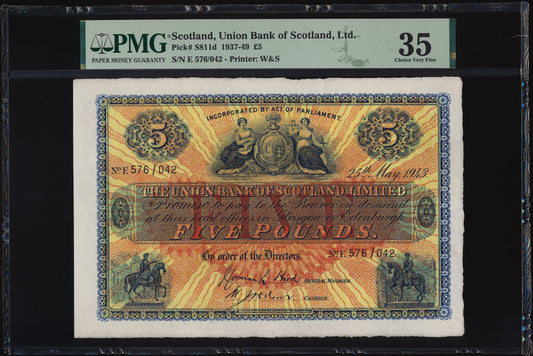 PMG
PAPER MONEY GUARANTY
Scotland, Union Bank of Scotland, Ltd.
Pick# S811d 1937-49 £5
S/N E 576/042 - Printer: W&S
35
Choice Very Fine
INCORPORATED BY ACT OF PARLIAMENT.
5
5
No E 576/042
25th May, 1943
THE UNION BANK OF SCOTLAND LIMITED
Promise to pay to the Bearer on demand
at their head offices in Glasgow or Edinburgh
FIVE POUNDS.
By order of the Directors.
No E 576/042
Norman L. Hird
GENERAL MANAGER.
CASHIER.